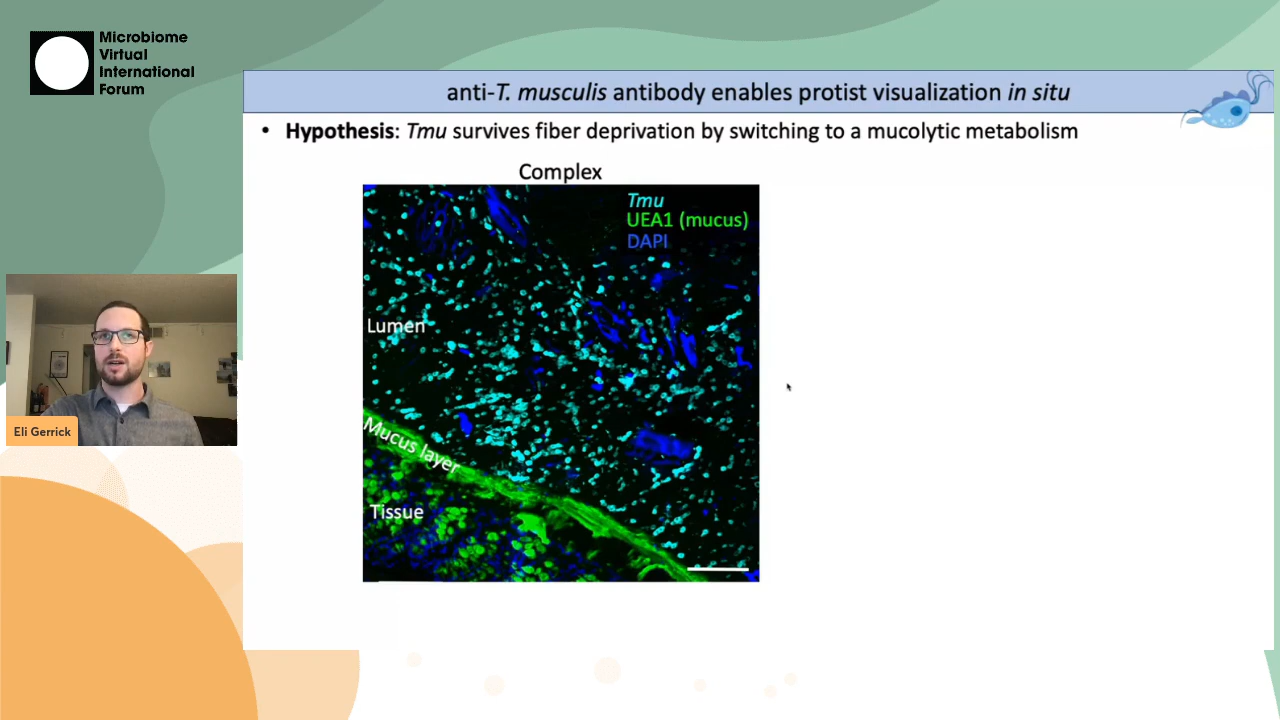 Microbiome
Virtual
International
Forum
anti-T. musculis antibody enables protist visualization in situ
• Hypothesis: Tmu survives fiber deprivation by switching to a mucolytic metabolism
Complex
Tmu
UEA1 (mucus)
DAPI
Lumen
Mucus layer
Tissue
Eli Gerrick